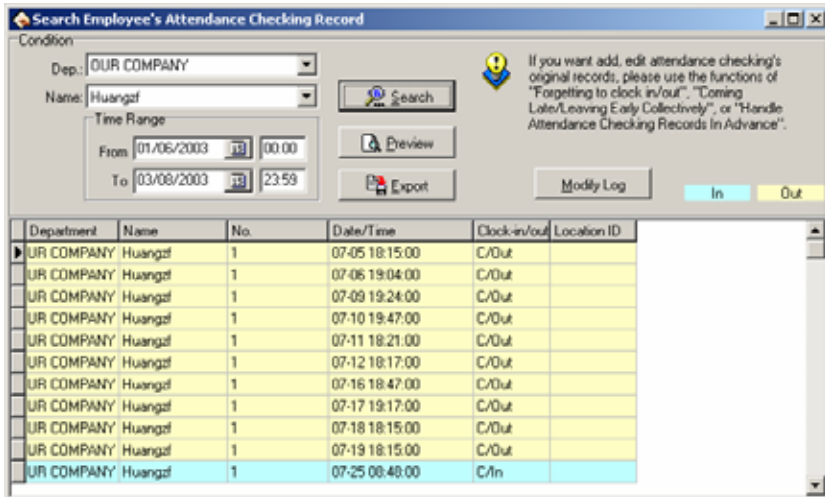 Search Employee's Attendance Checking Record
Condition
Dep.: OUR COMPANY
Name: Huangzf
Time Range
From 01/06/2003 15 00:00
To 03/08/2003 15 23:59
Search
Preview
Export
If you want add, edit attendance checking's
original records, please use the functions of
"Forgetting to clock in/out", "Coming
Late/Leaving Early Collectively", or "Handle
Attendance Checking Records In Advance".
Modify Log
In Out
Department Name No. Date/Time Clock-in/out Location ID
UR COMPANY Huangzf 1 07-05 18:15:00 C/Out
UR COMPANY Huangzf 1 07-06 19:04:00 C/Out
UR COMPANY Huangzf 1 07-09 19:24:00 C/Out
UR COMPANY Huangzf 1 07-10 19:47:00 C/Out
UR COMPANY Huangzf 1 07-11 18:21:00 C/Out
UR COMPANY Huangzf 1 07-12 18:17:00 C/Out
UR COMPANY Huangzf 1 07-16 18:47:00 C/Out
UR COMPANY Huangzf 1 07-17 19:17:00 C/Out
UR COMPANY Huangzf 1 07-18 18:15:00 C/Out
UR COMPANY Huangzf 1 07-19 18:15:00 C/Out
UR COMPANY Huangzf 1 07-25 08:48:00 C/In